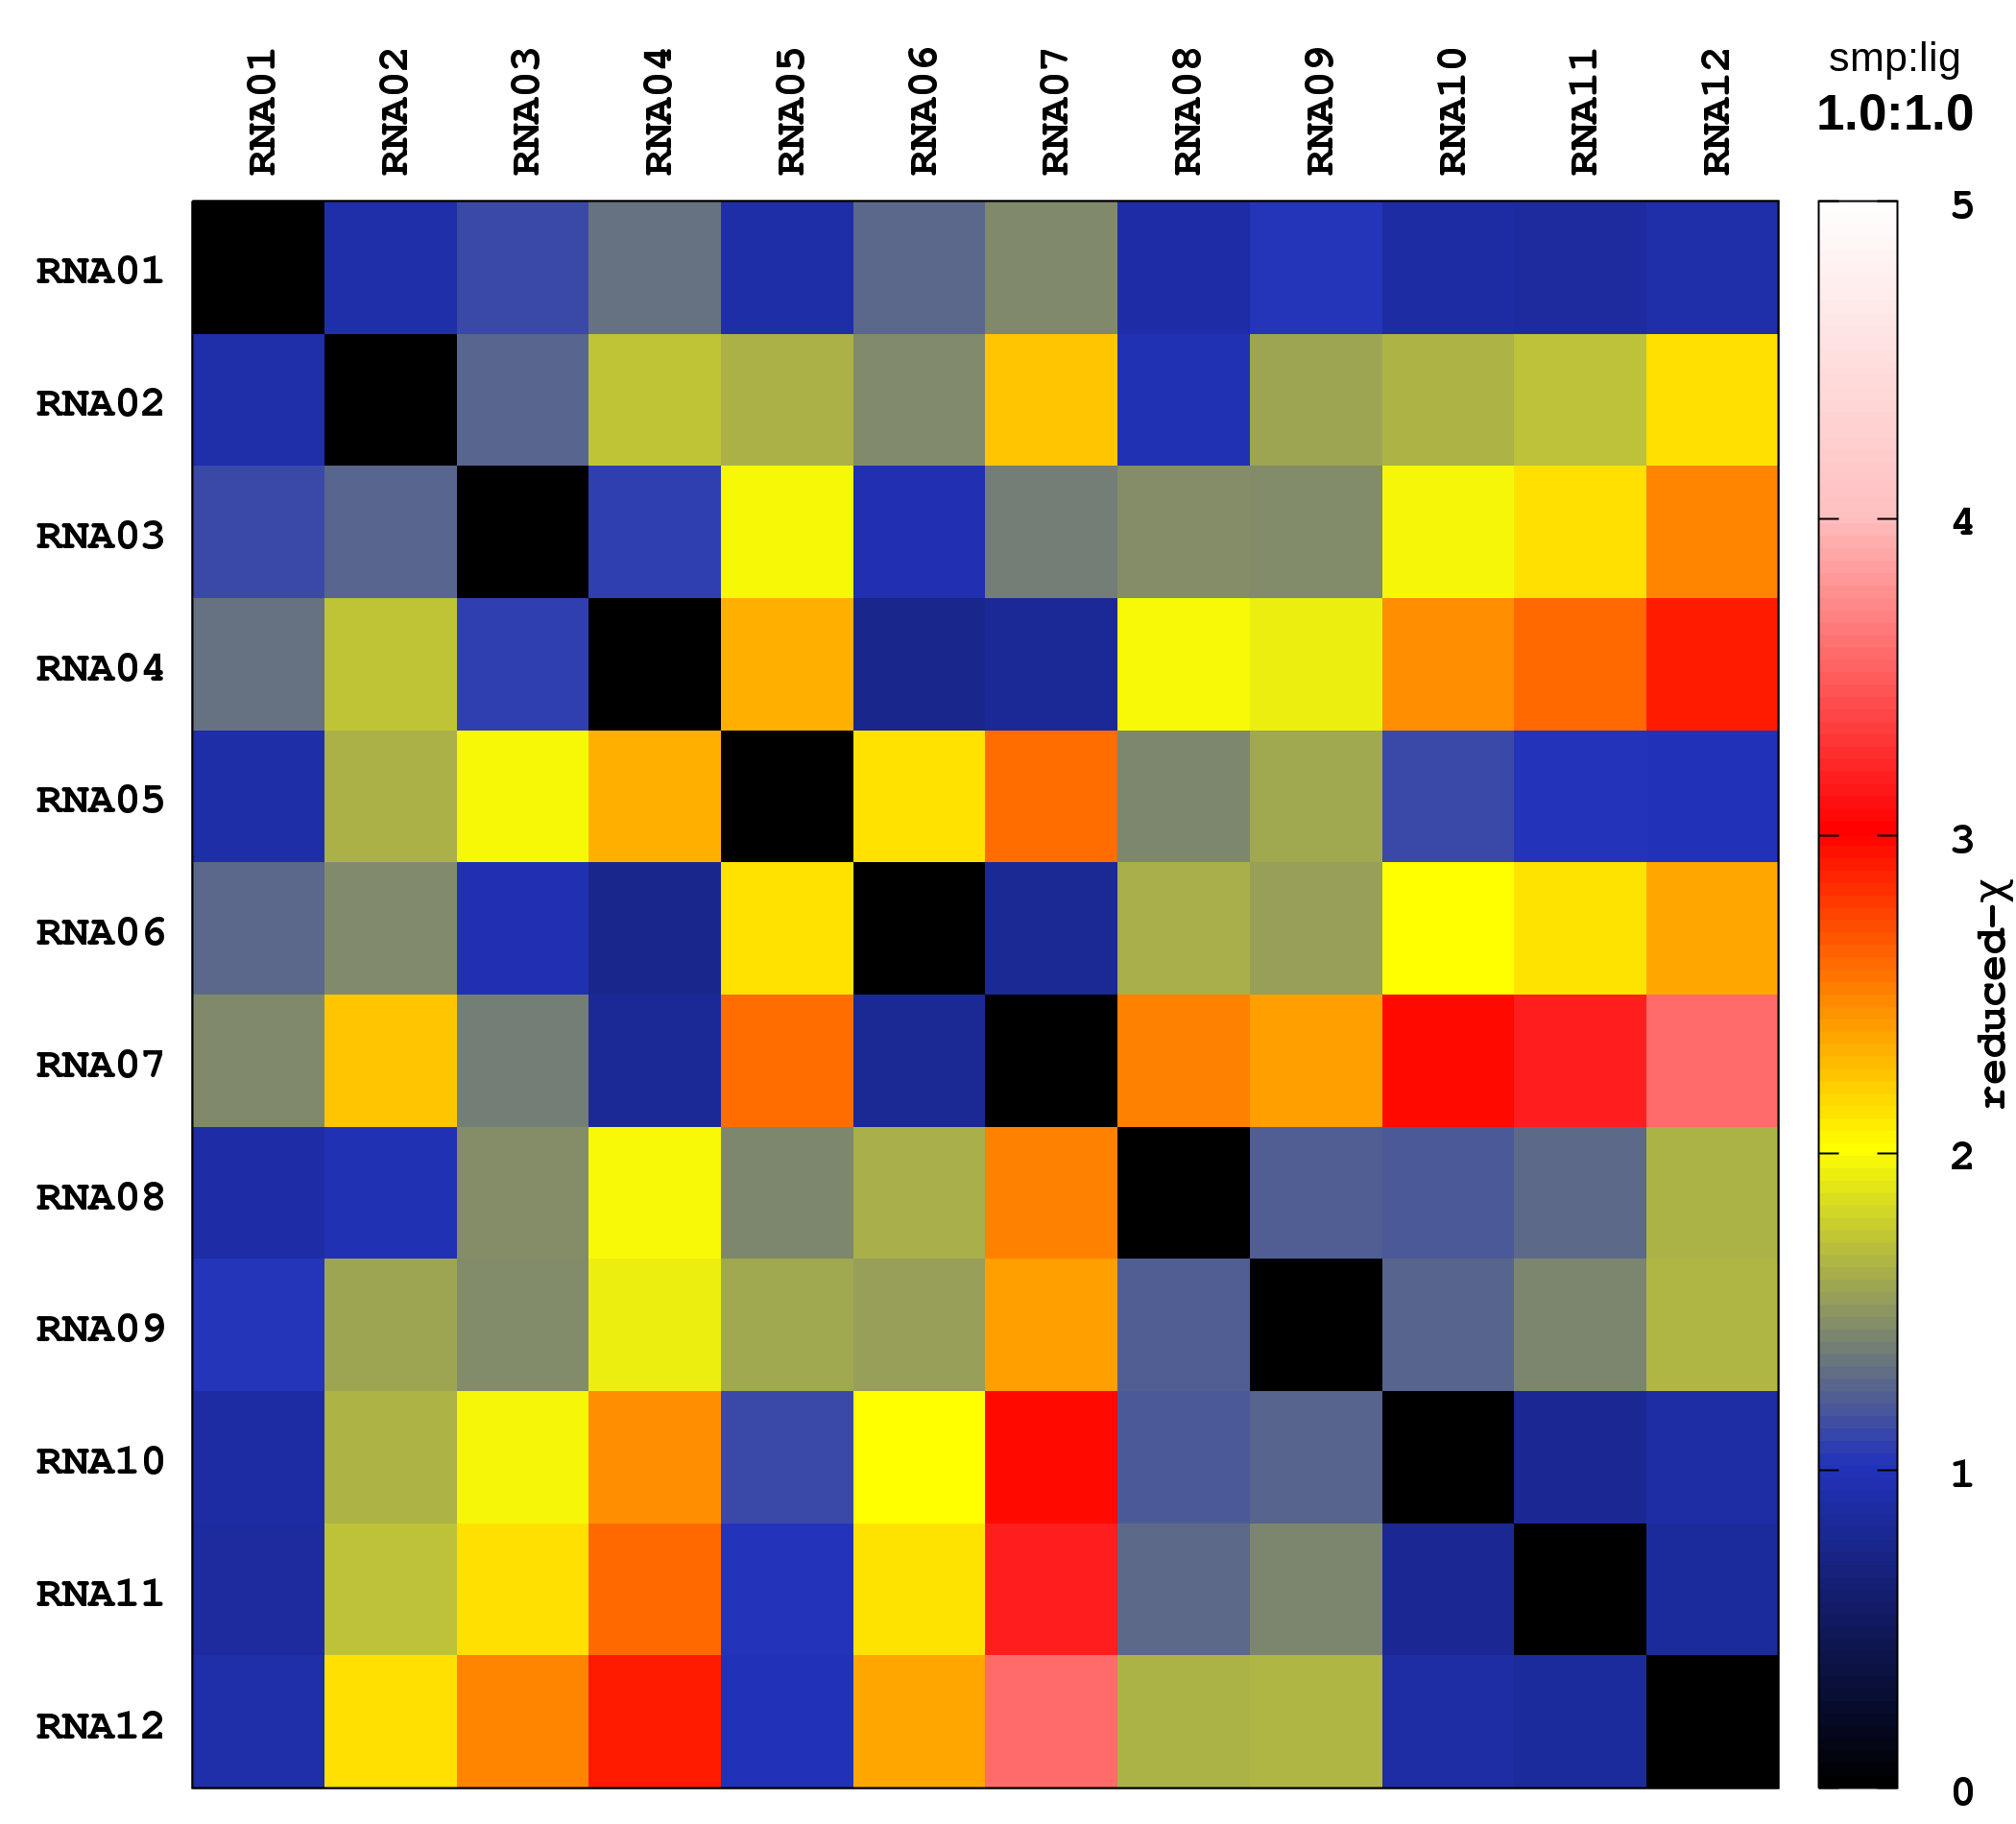 RNA01 RNA02 RNA03 RNA04 RNA05 RNA06 RNA07 RNA08 RNA09 RNA10 RNA11 RNA12
smp:lig
1.0:1.0
RNA01
RNA02
RNA03
RNA04
RNA05
RNA06
RNA07
RNA08
RNA09
RNA10
RNA11
RNA12
5
4
3
2
1
0
reduced-χ